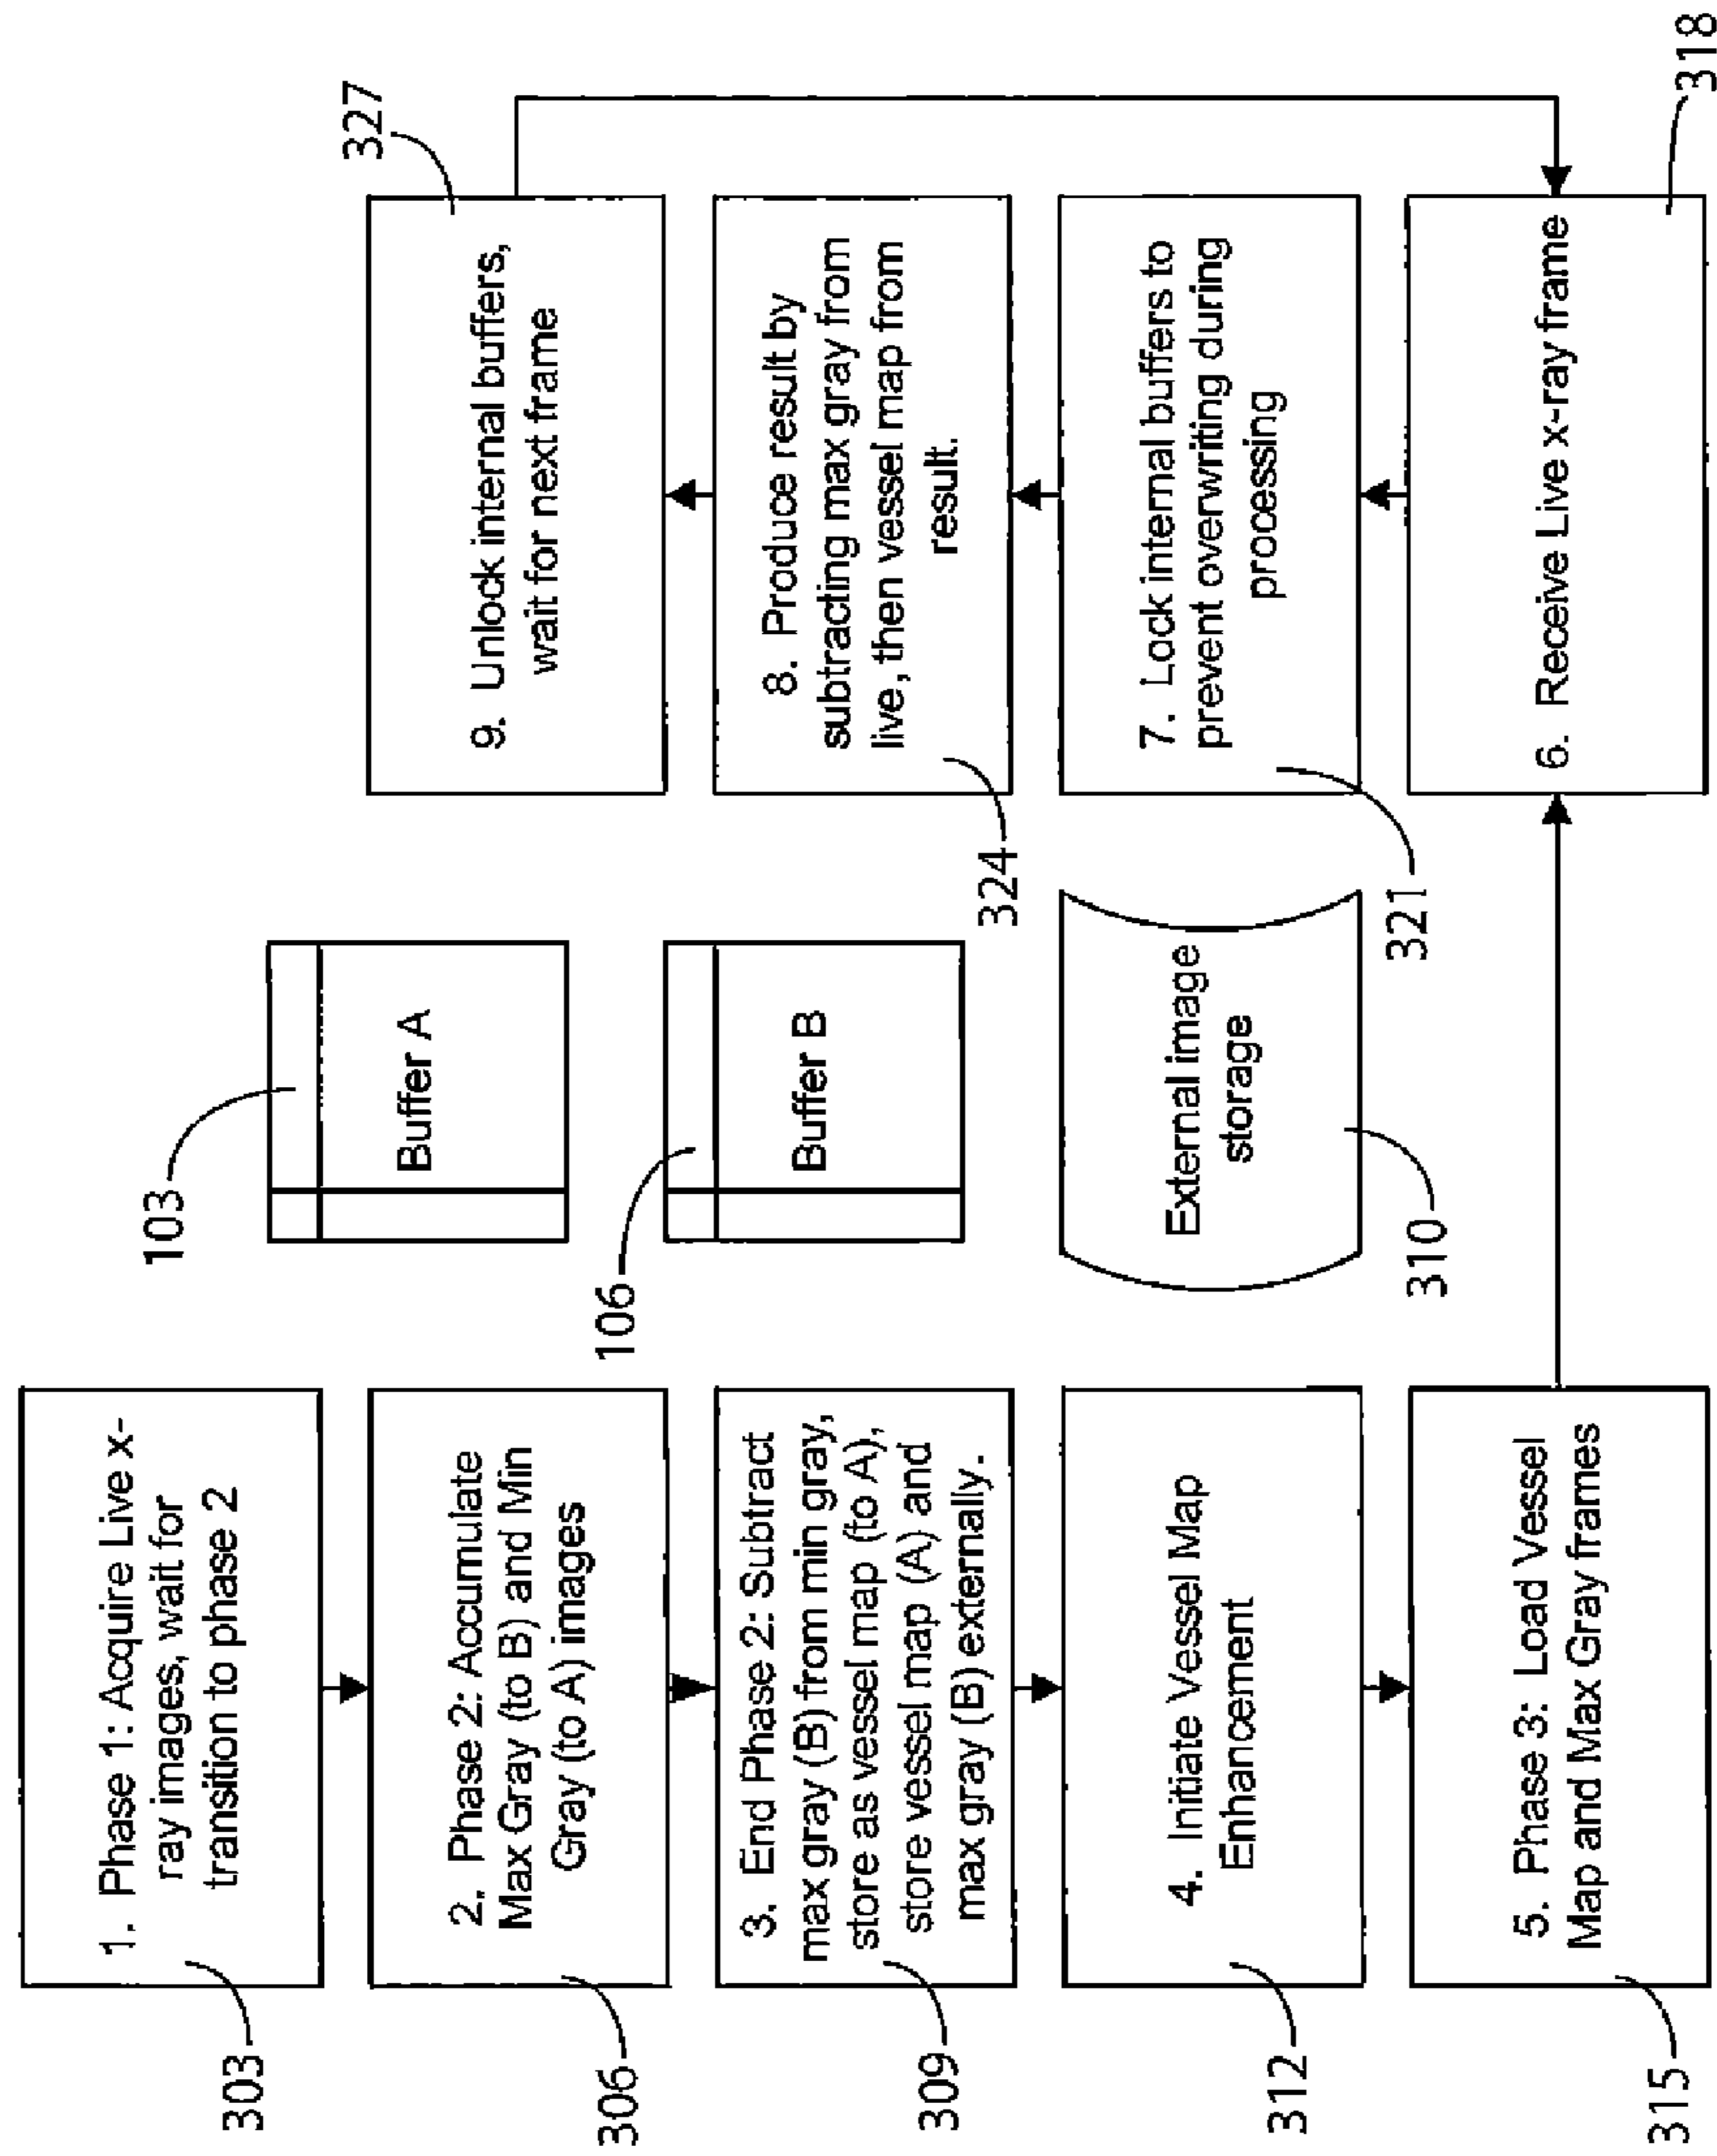 303
1. Phase 1: Acquire Live x-
ray images, wait for
transition to phase 2
306
2. Phase 2: Accumulate
Max Gray (to B) and Min
Gray (to A) images
309
3. End Phase 2: Subtract
max gray (B) from min gray,
store as vessel map (to A),
store vessel map (A) and
max gray (B) externally.
312
4. Initiate Vessel Map
Enhancement
315
5. Phase 3: Load Vessel
Map and Max Gray frames
103
Buffer A
106
Buffer B
310
External image
storage
327
9. Unlock internal buffers,
wait for next frame
324
8. Produce result by
subtracting max gray from
live, then vessel map from
result.
321
7. Lock internal buffers to
prevent overwriting during
processing
318
6. Receive Live x-ray frame